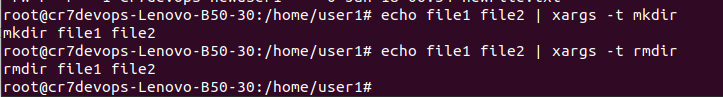 root@cr7devops-Lenovo-B50-30:/home/user1# echo file1 file2 | xargs -t mkdir
mkdir file1 file2
root@cr7devops-Lenovo-B50-30:/home/user1# echo file1 file2 | xargs -t rmdir
rmdir file1 file2
root@cr7devops-Lenovo-B50-30:/home/user1#